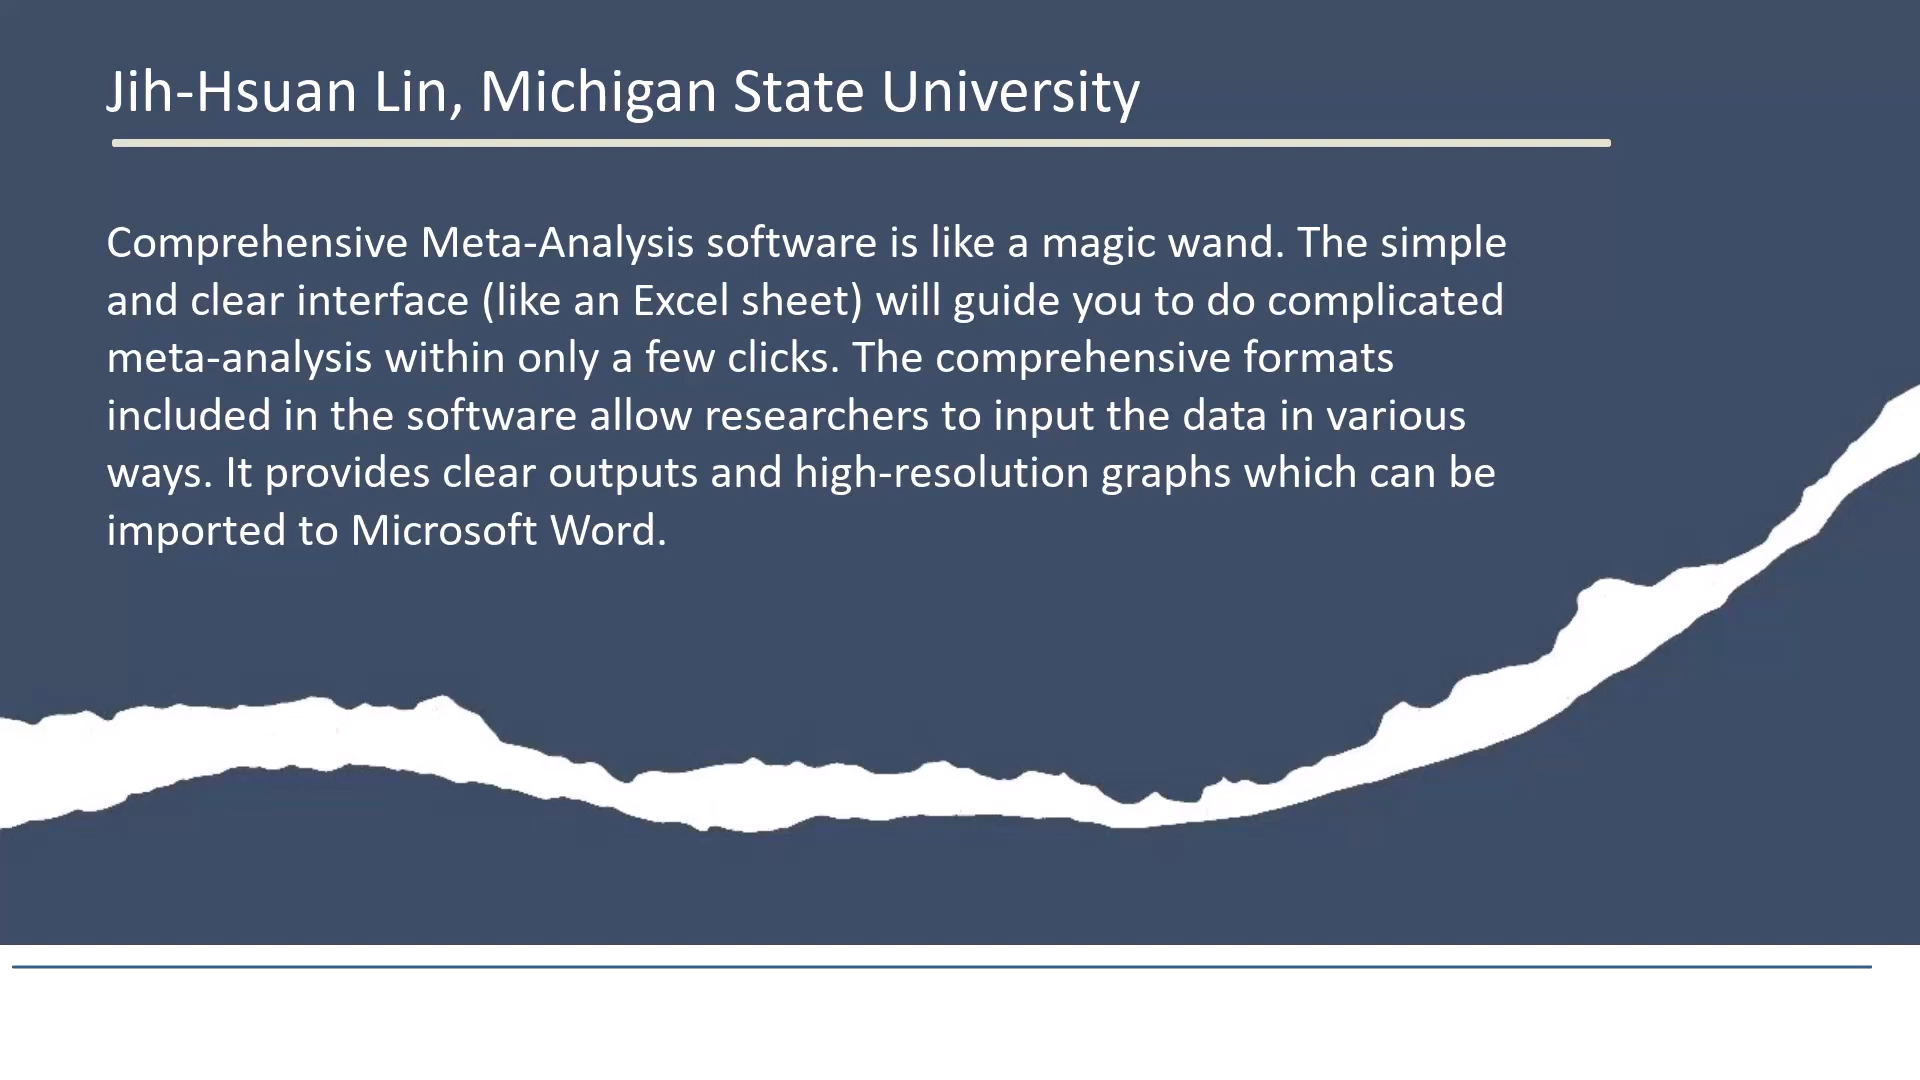 Jih-Hsuan Lin, Michigan State University
Comprehensive Meta-Analysis software is like a magic wand. The simple
and clear interface (like an Excel sheet) will guide you to do complicated
meta-analysis within only a few clicks. The comprehensive formats
included in the software allow researchers to input the data in various
ways. It provides clear outputs and high-resolution graphs which can be
imported to Microsoft Word.